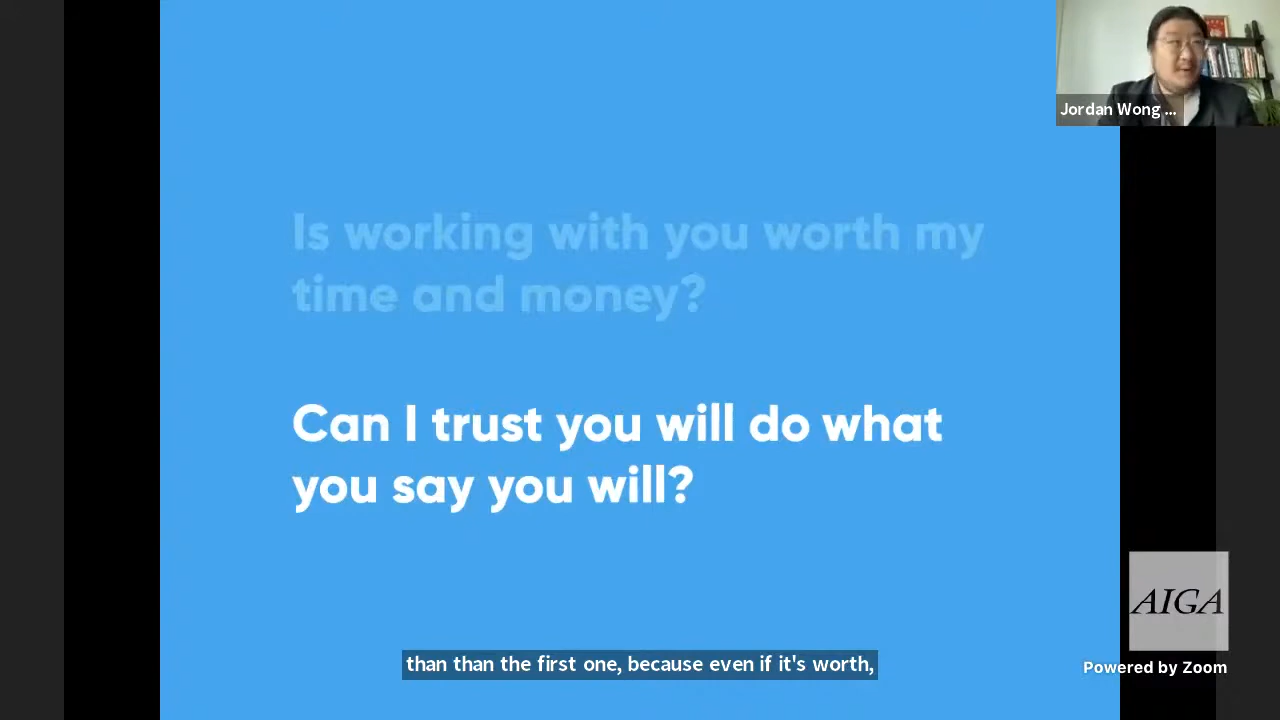 Jordan Wong ...
Is working with you worth my
time and money?
Can I trust you will do what
you say you will?
AIGA
than than the first one, because even if it's worth,
Powered by Zoom